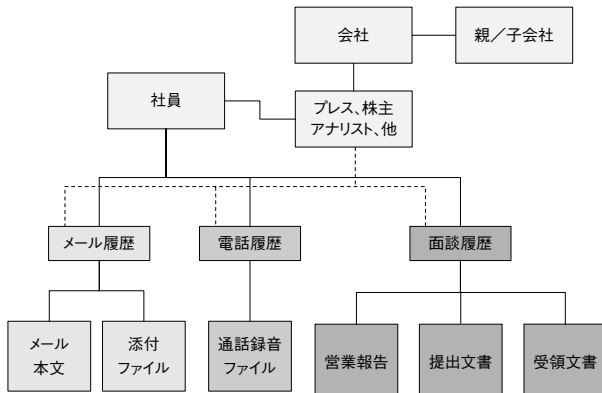 会社
親／子会社
社員
プレス、株主
アナリスト、他
メール履歴
電話履歴
面談履歴
メール
本文
添付
ファイル
通話録音
ファイル
営業報告
提出文書
受領文書